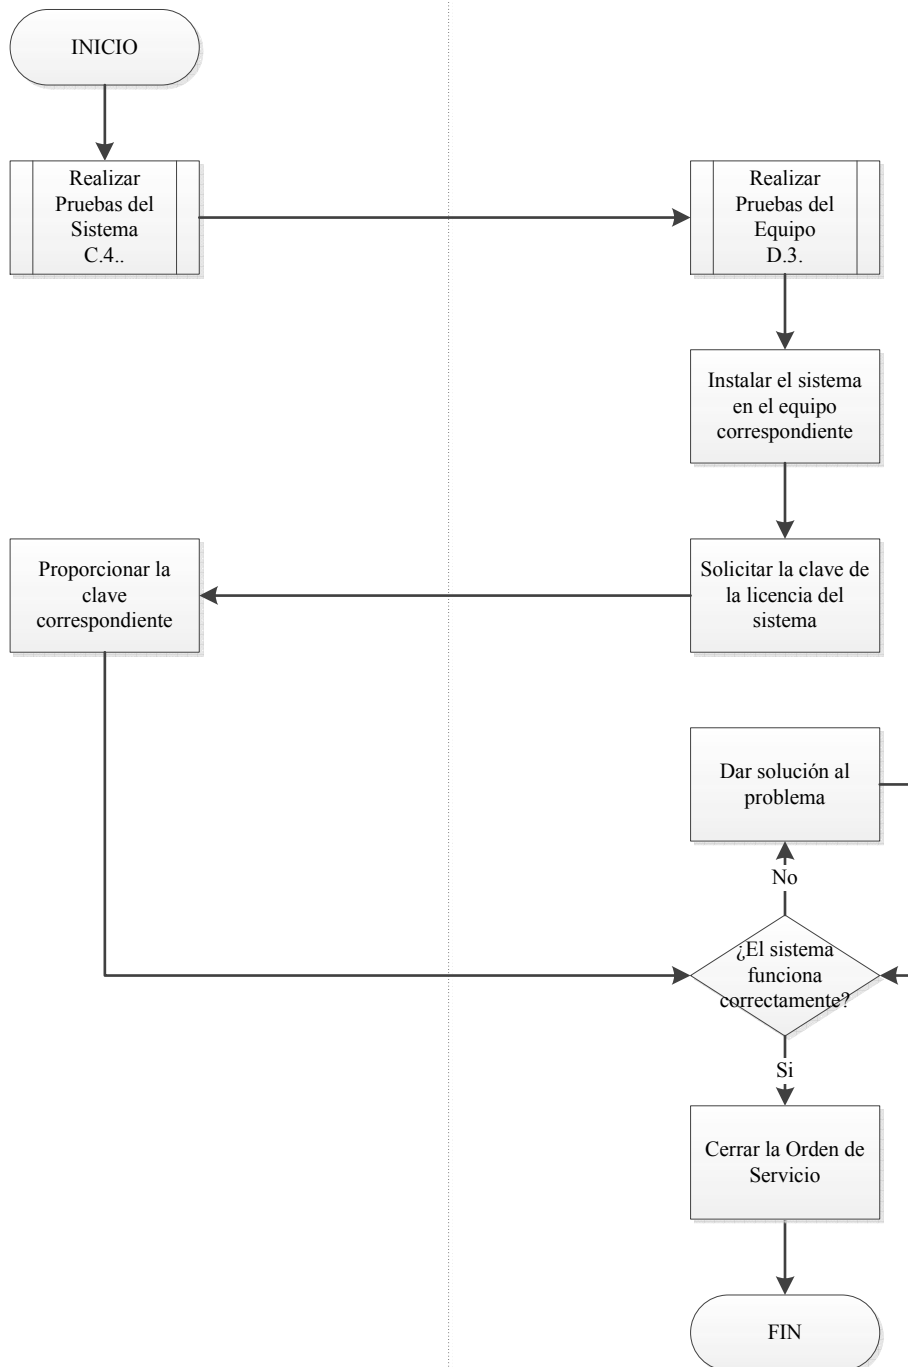 INICIO
Realizar
Pruebas del
Sistema
C.4..
Realizar
Pruebas del
Equipo
D.3.
Instalar el sistema
en el equipo
correspondiente
Proporcionar la
clave
correspondiente
Solicitar la clave de
la licencia del
sistema
Dar solución al
problema
No
¿El sistema
funciona
correctamente?
Si
Cerrar la Orden de
Servicio
FIN